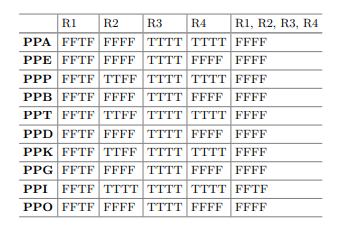 R1 R2 R3 R4 R1, R2, R3, R4
PPA FFTF FFFF TTTT TTTT FFFF
PPE FFTF FFFF TTTT FFFF FFFF
PPP FFTF TTFF TTTT TTTT FFFF
PPB FFTF FFFF TTTT FFFF FFFF
PPT FFTF TTFF TTTT TTTT FFFF
PPD FFTF FFFF TTTT FFFF FFFF
PPK FFTF TTFF TTTT TTTT FFFF
PPG FFTF FFFF TTTT FFFF FFFF
PPI FFTF TTTT TTTT TTTT FFTF
PPO FFTF FFFF TTTT FFFF FFFF